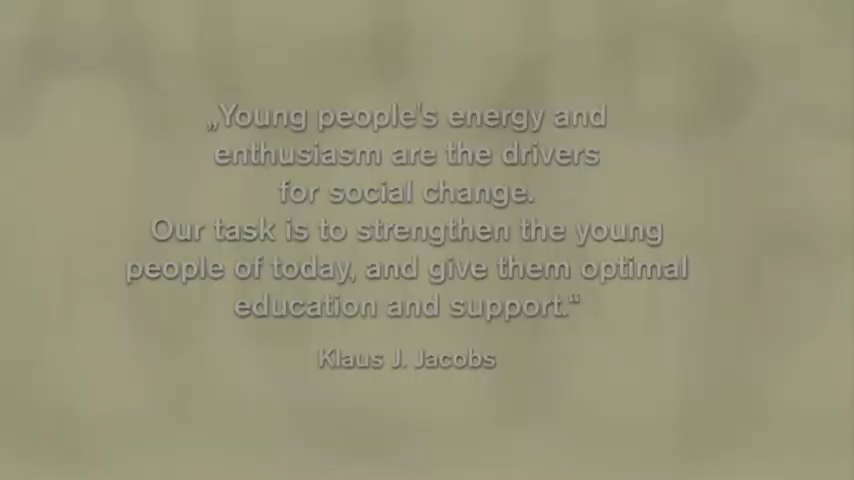 „Young people's energy and
enthusiasm are the drivers
for social change.
Our task is to strengthen the young
people of today, and give them optimal
education and support.“
Klaus J. Jacobs